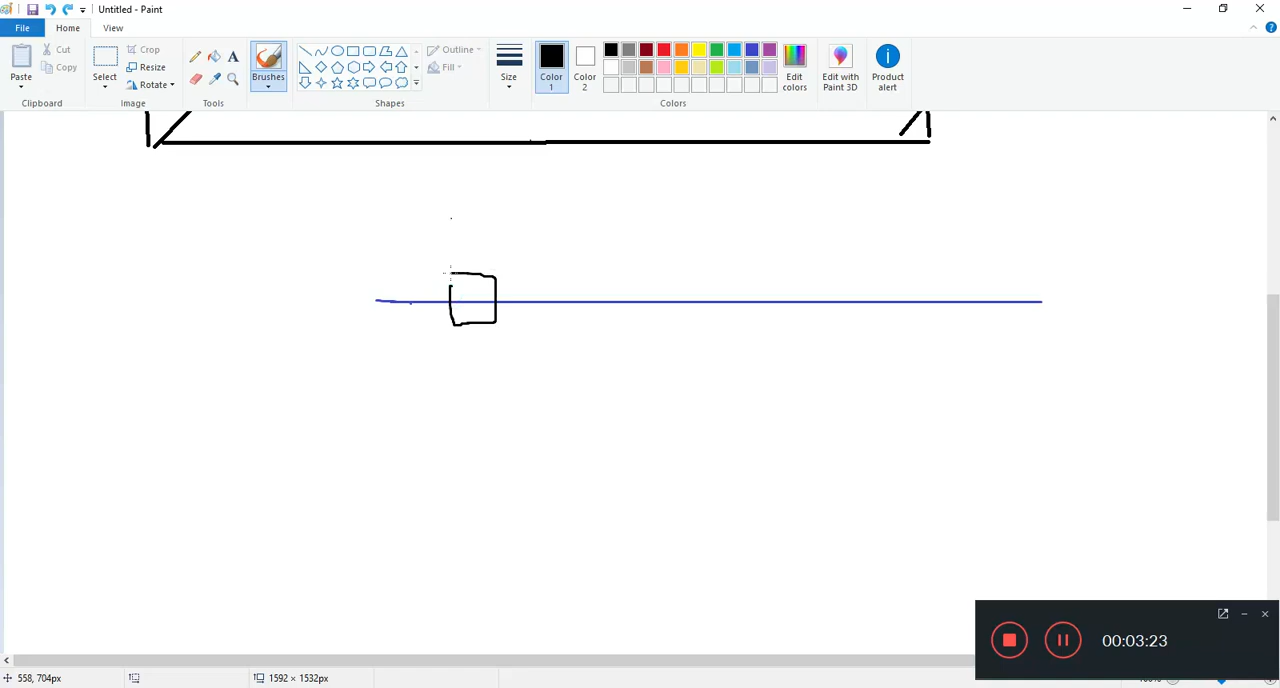 Untitled - Paint
File Home View
Paste
Cut
Copy
Clipboard
Select
Crop
Resize
Rotate
Image
Tools
Brushes
Shapes
Outline
Fill
Size
Color 1
Color 2
Edit colors
Colors
Edit with Paint 3D
Product alert
00:03:23
558, 704px
1592 × 1532px